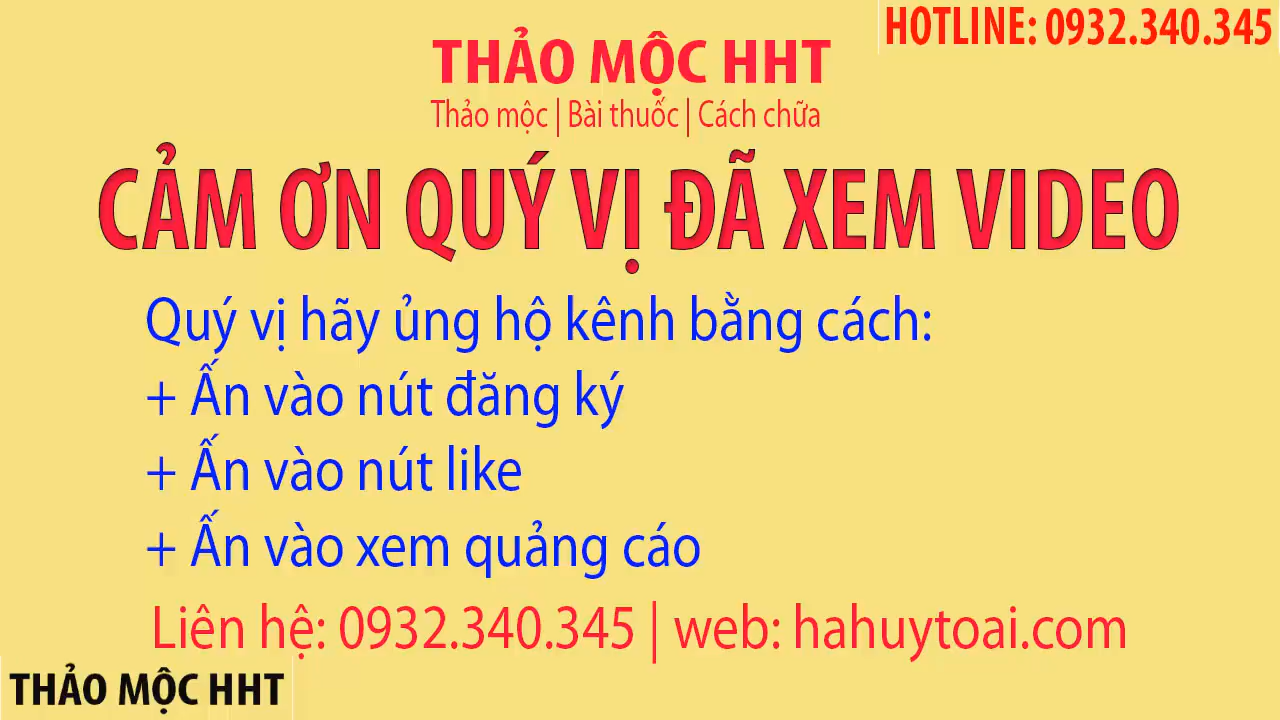 HOTLINE: 0932.340.345
THẢO MỘC HHT
Thảo mộc | Bài thuốc | Cách chữa
CẢM ƠN QUÝ VỊ ĐÃ XEM VIDEO
Quý vị hãy ủng hộ kênh bằng cách:
+ Ấn vào nút đăng ký
+ Ấn vào nút like
+ Ấn vào xem quảng cáo
Liên hệ: 0932.340.345 | web: hahuytoai.com
THẢO MỘC HHT